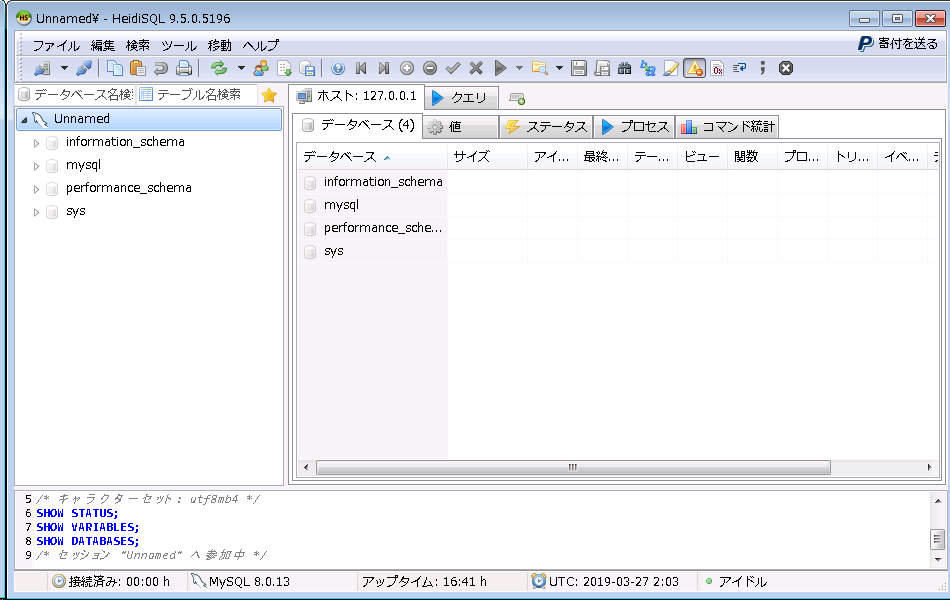 Unnamed¥ - HeidiSQL 9.5.0.5196
ファイル 編集 検索 ツール 移動 ヘルプ
寄付を送る
データベース名検
テーブル名検索
ホスト: 127.0.0.1
クエリ
Unnamed
information_schema
mysql
performance_schema
sys
データベース (4) 値 ステータス プロセス コマンド統計
データベース サイズ アイ... 最終... テー... ビュー 関数 プロ... トリ... イベ...
information_schema
mysql
performance_sche...
sys
5 /* キャラクターセット: utf8mb4 */
6 SHOW STATUS;
7 SHOW VARIABLES;
8 SHOW DATABASES;
9 /* セッション "Unnamed" へ参加中 */
接続済み: 00:00 h
MySQL 8.0.13
アップタイム: 16:41 h
UTC: 2019-03-27 2:03
アイドル